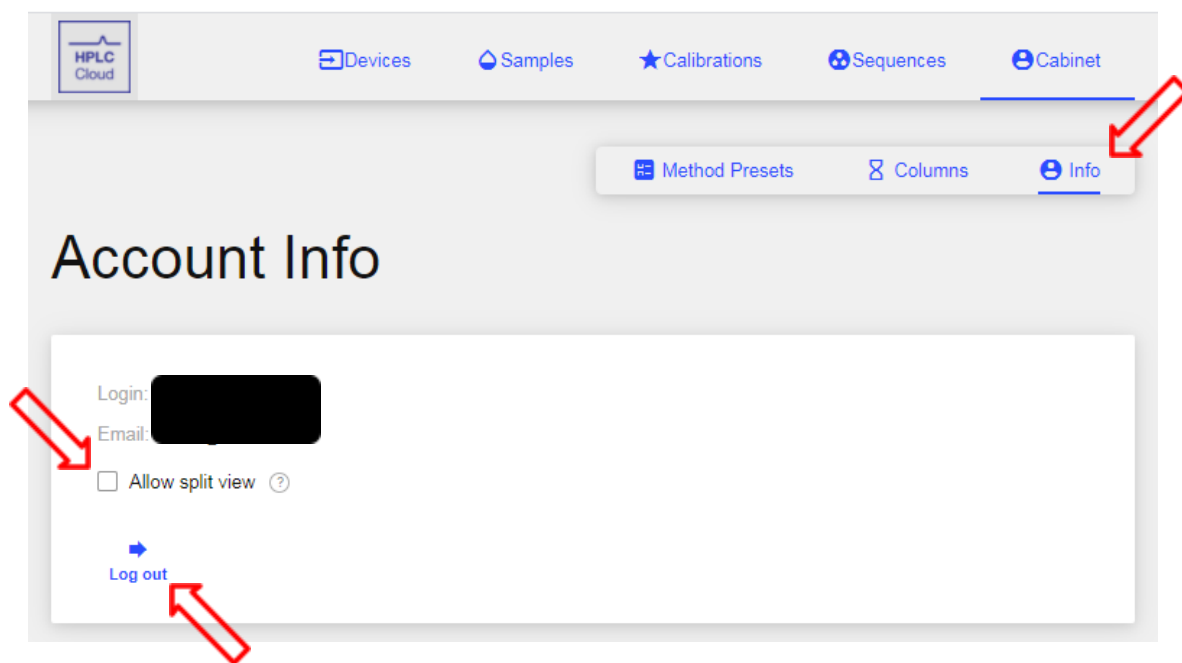 HPLC
Cloud
Devices Samples Calibrations Sequences Cabinet
Method Presets Columns Info
Account Info
Login:
Email:
Allow split view ?
Log out